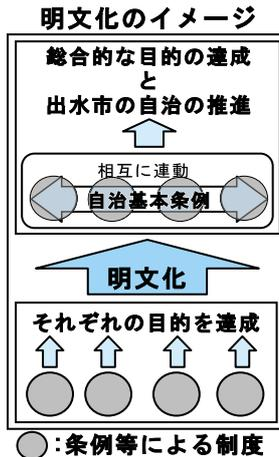 明文化のイメージ
総合的な目的の達成
と
出水市の自治の推進
相互に連動
自治基本条例
明文化
それぞれの目的を達成
:条例等による制度